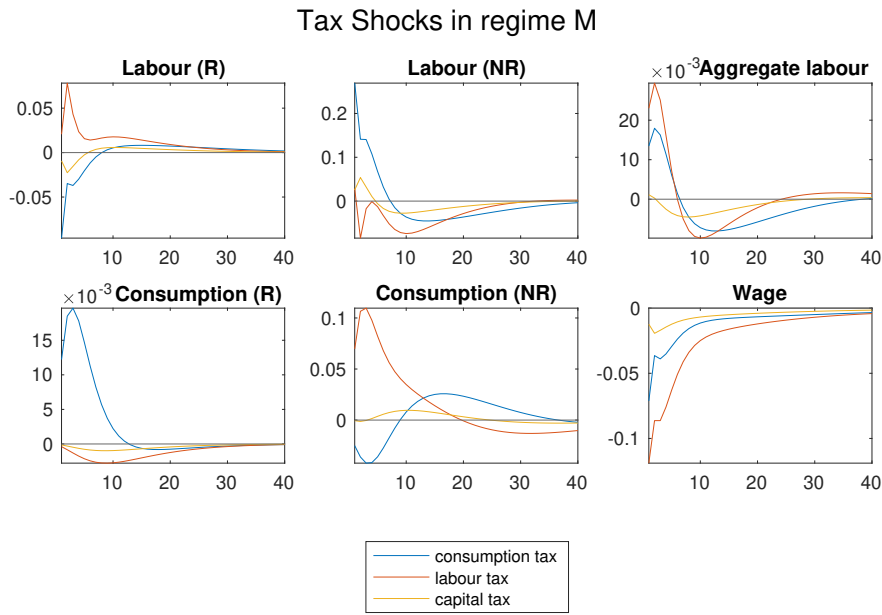 Tax Shocks in regime M
Labour (R)
0.05
0
-0.05
10 20 30 40
Labour (NR)
0.2
0.1
0
10 20 30 40
×10-3 Aggregate labour
20
10
0
10 20 30 40
×10-3 Consumption (R)
15
10
5
0
10 20 30 40
Consumption (NR)
0.1
0.05
0
10 20 30 40
Wage
0
-0.05
-0.1
10 20 30 40
consumption tax
labour tax
capital tax